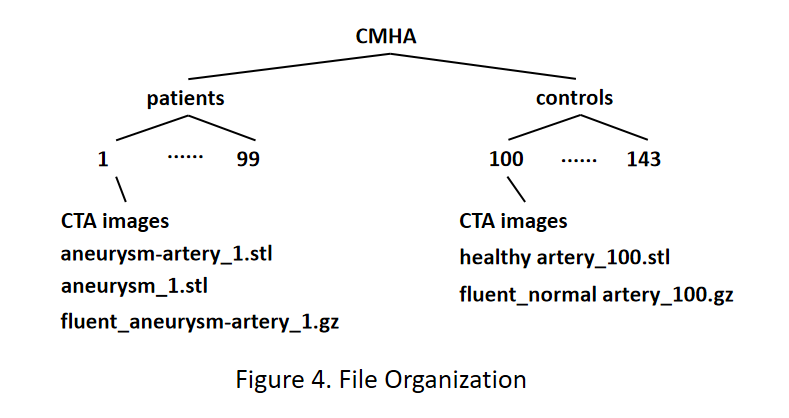 CMHA
patients controls
1 ...... 99 100 ...... 143
CTA images
aneurysm-artery_1.stl
aneurysm_1.stl
fluent_aneurysm-artery_1.gz
CTA images
healthy artery_100.stl
fluent_normal artery_100.gz
Figure 4. File Organization